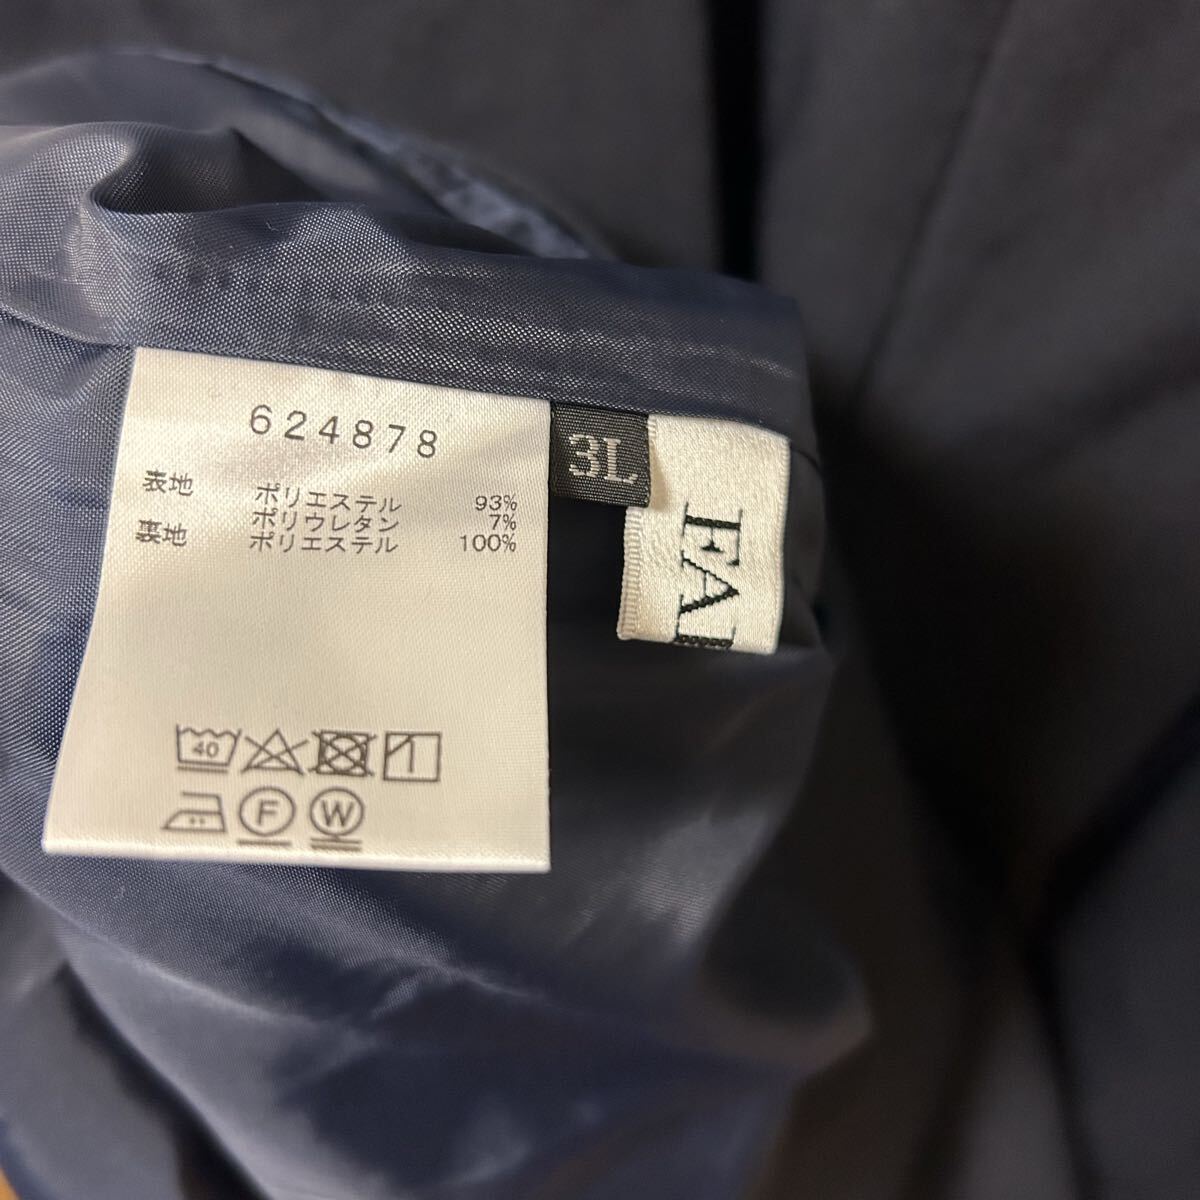 624878
表地 ポリエステル 93%
ポリウレタン 7%
裏地 ポリエステル 100%
40
F W
3L